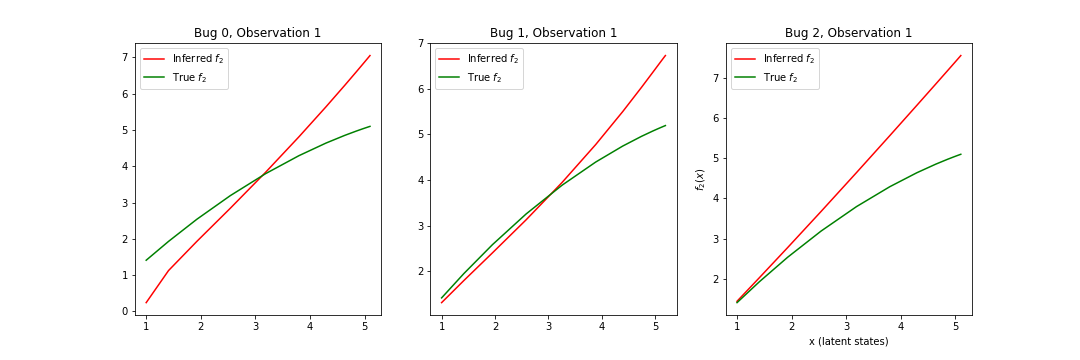 Bug 0, Observation 1
Inferred f₂
True f₂
7
6
5
4
3
2
1
0
1 2 3 4 5
Bug 1, Observation 1
Inferred f₂
True f₂
7
6
5
4
3
2
1 2 3 4 5
Bug 2, Observation 1
Inferred f₂
True f₂
f₂(x)
7
6
5
4
3
2
1 2 3 4 5
x (latent states)